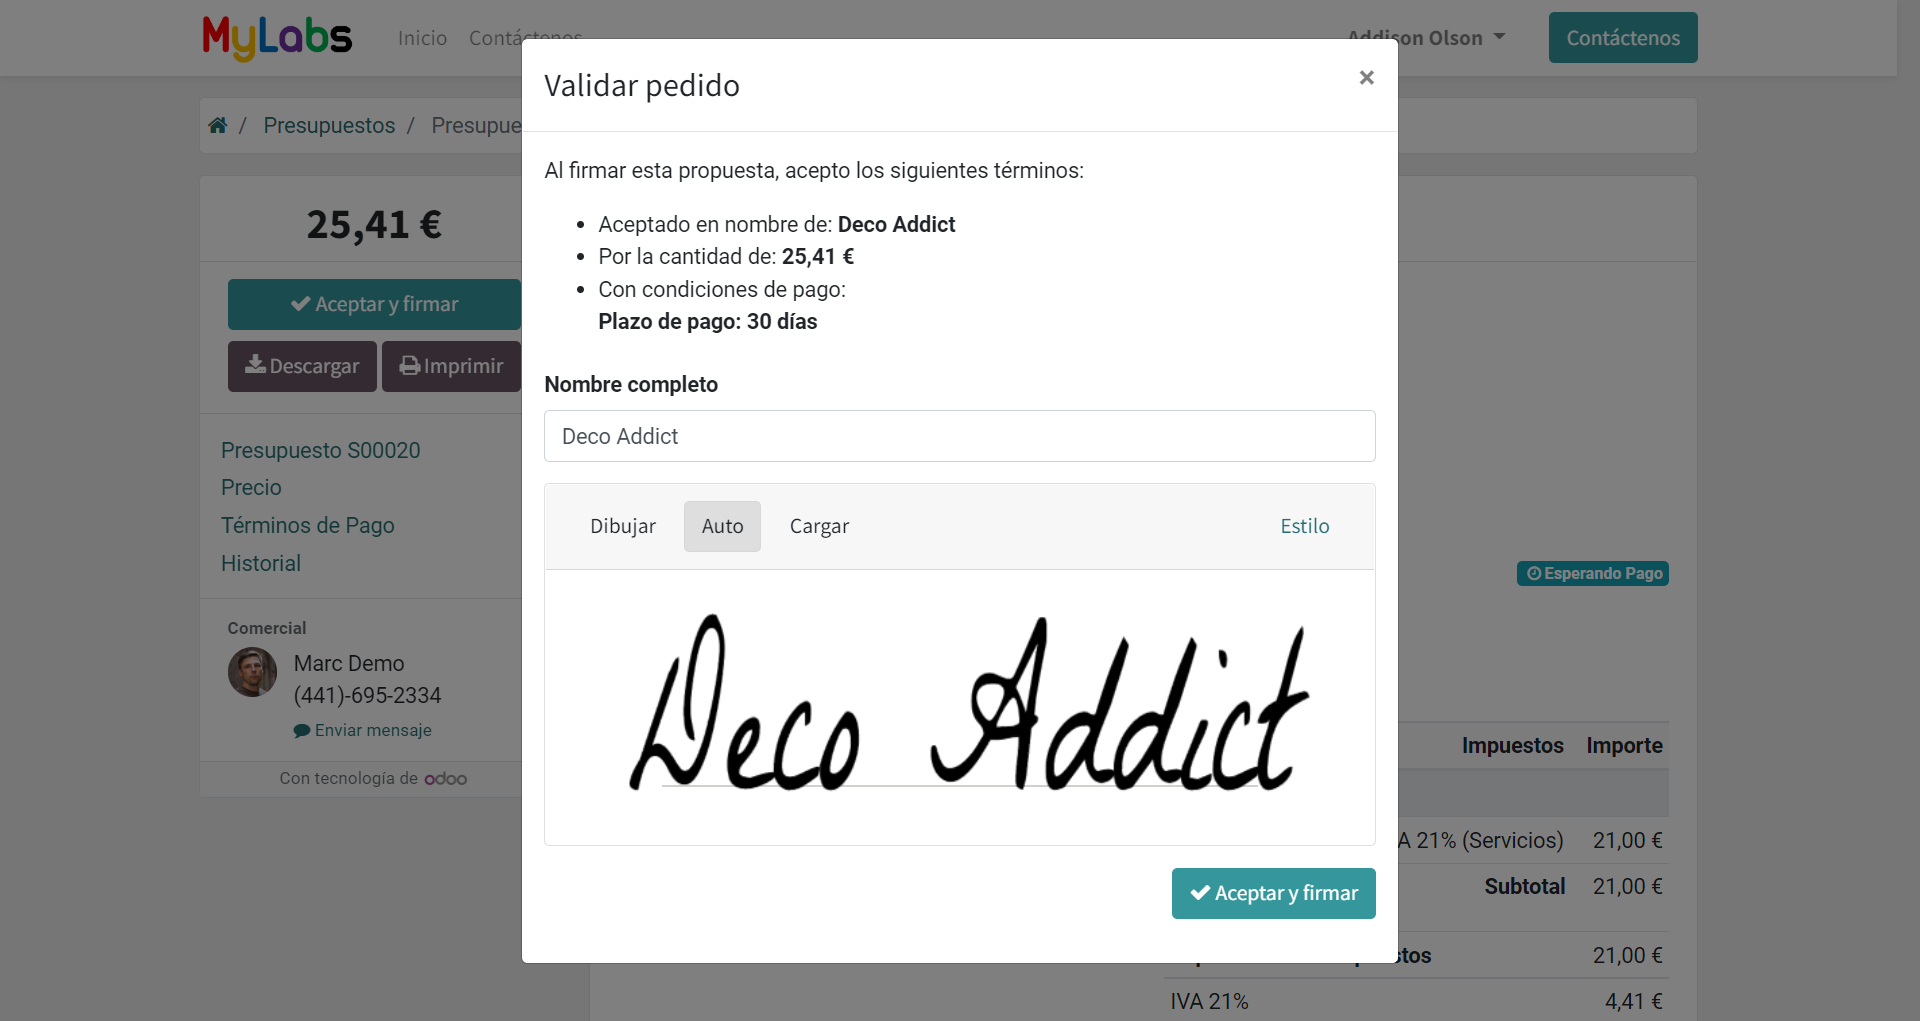 MyLabs
Inicio
Contáctenos
Addison Olson
Contáctenos
Presupuestos /
25,41 €
Aceptar y firmar
Descargar
Imprimir
Presupuesto S00020
Precio
Términos de Pago
Historial
Comercial
Marc Demo
(441)-695-2334
Enviar mensaje
Con tecnología de odoo
Validar pedido
×
Al firmar esta propuesta, acepto los siguientes términos:
• Aceptado en nombre de: Deco Addict
• Por la cantidad de: 25,41 €
• Con condiciones de pago:
Plazo de pago: 30 días
Nombre completo
Deco Addict
Dibujar
Auto
Cargar
Estilo
Deco Addict
Aceptar y firmar
Esperando Pago
Impuestos Importe
21% (Servicios) 21,00 €
Subtotal 21,00 €
21,00 €
IVA 21% 4,41 €